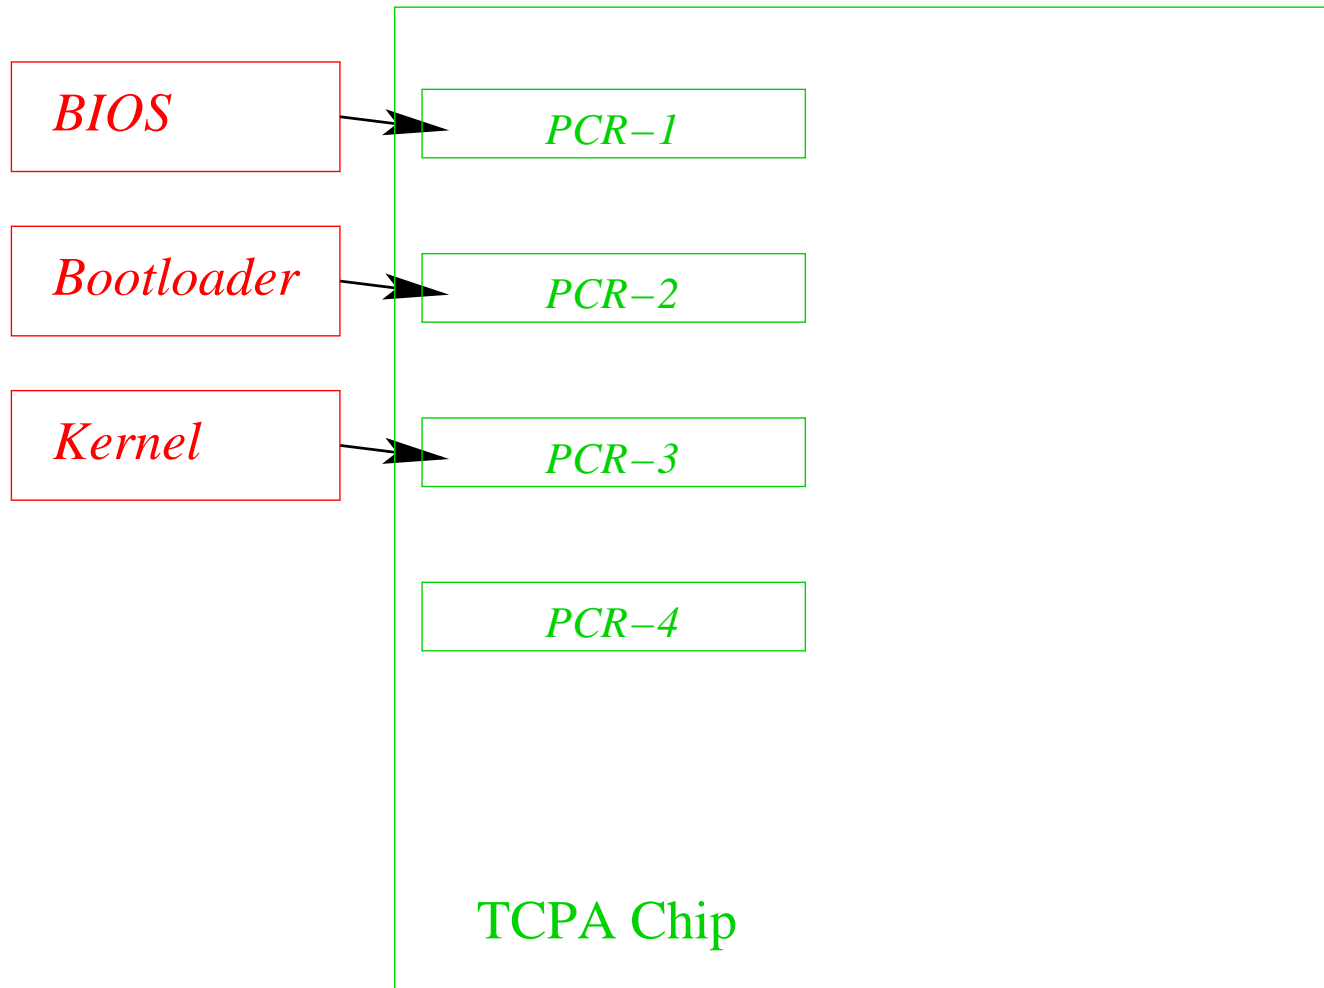 BIOS
PCR−1
Bootloader
PCR−2
Kernel
PCR−3
PCR−4
TCPA Chip